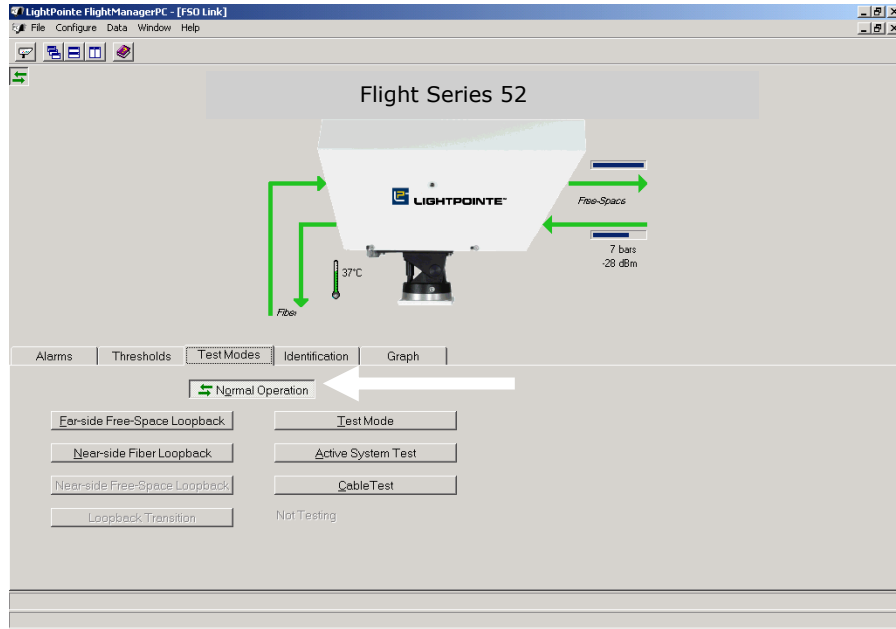 LightPointe FlightManagerPC - [FSO Link]
File Configure Data Window Help
Flight Series 52
LIGHTPOINTE™
Free-Space
7 bars
-28 dBm
37°C
Fiber
Alarms Thresholds Test Modes Identification Graph
Normal Operation
Far-side Free-Space Loopback Test Mode
Near-side Fiber Loopback Active System Test
Near-side Free-Space Loopback CableTest
Loopback Transition Not Testing